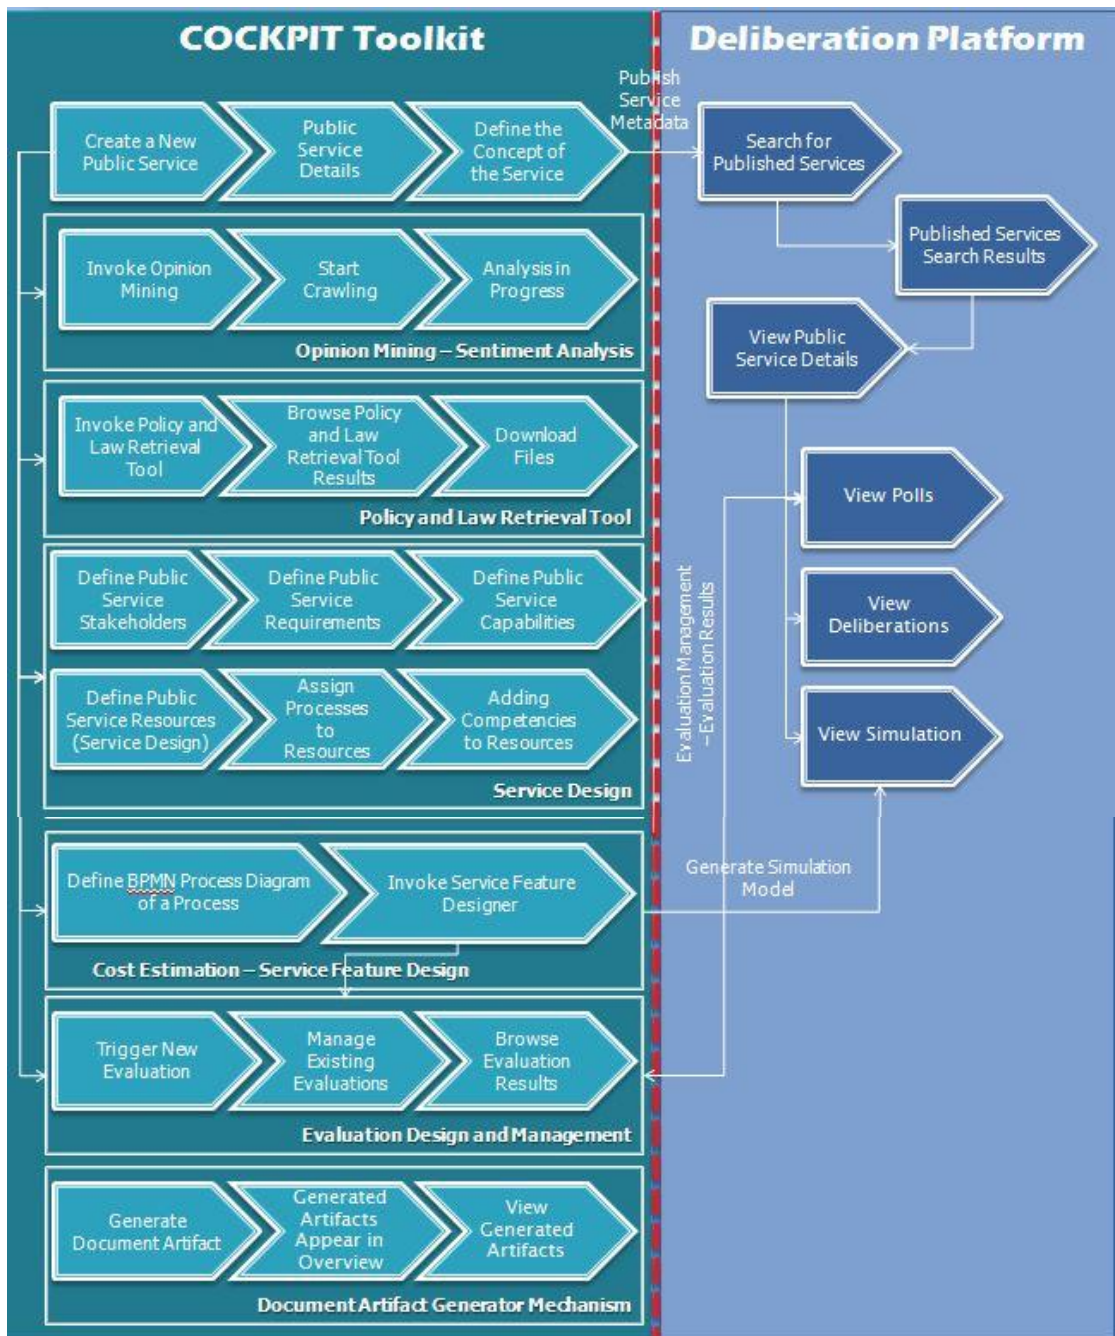 COCKPIT Toolkit
Deliberation Platform
Publish
Service
Metadata
Create a New
Public Service
Public
Service
Details
Define the
Concept of
the Service
Search for
Published Services
Published Services
Search Results
View Public
Service Details
View Polls
View
Deliberations
View Simulation
Invoke Opinion
Mining
Start
Crawling
Analysis in
Progress
Opinion Mining – Sentiment Analysis
Invoke Policy and
Law Retrieval
Tool
Browse Policy
and Law
Retrieval Tool
Results
Download
Files
Policy and Law Retrieval Tool
Define Public
Service
Stakeholders
Define Public
Service
Requirements
Define Public
Service
Capabilities
Define Public
Service Resources
(Service Design)
Assign
Processes
to
Resources
Adding
Competencies
to Resources
Service Design
Evaluation Management
– Evaluation Results
Define BPMN Process Diagram
of a Process
Invoke Service Feature
Designer
Cost Estimation – Service Feature Design
Generate Simulation
Model
Trigger New
Evaluation
Manage
Existing
Evaluations
Browse
Evaluation
Results
Evaluation Design and Management
Generate
Document Artifact
Generated
Artifacts
Appear in
Overview
View
Generated
Artifacts
Document Artifact Generator Mechanism